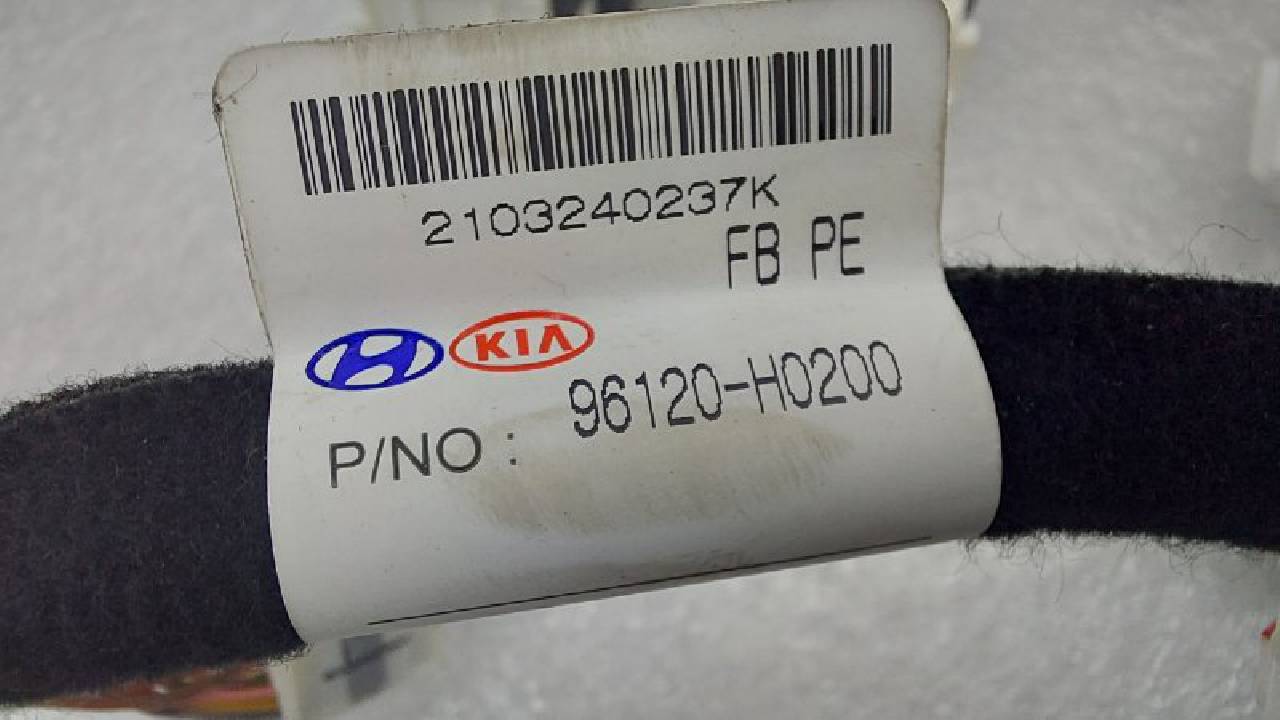 2103240237K
FB PE
KIA
96120-H0200
P/NO :